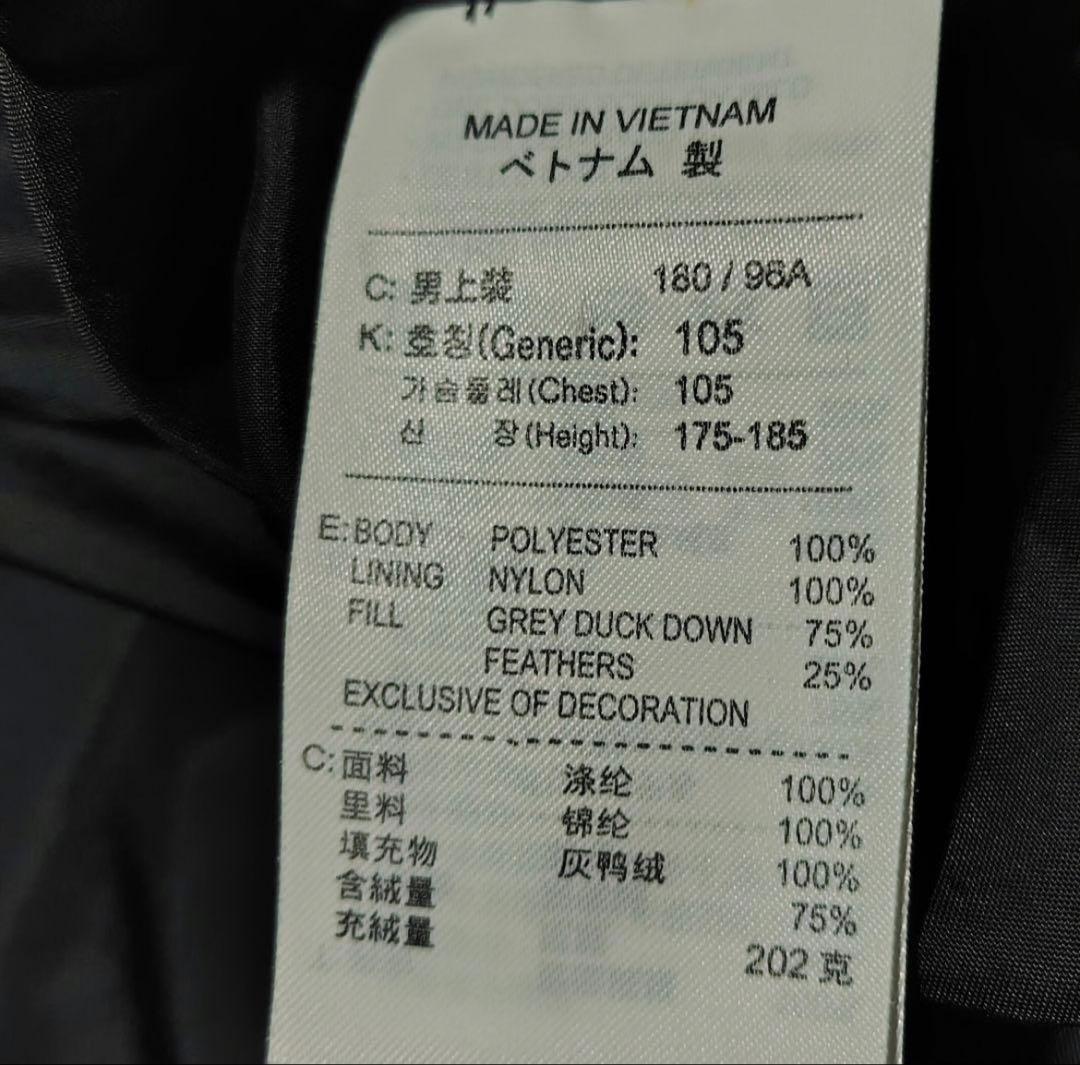 MADE IN VIETNAM
ベトナム 製
C: 男上装 180 / 96A
K: 호칭(Generic): 105
가슴둘레(Chest): 105
신 장(Height): 175-185
E: BODY POLYESTER 100%
LINING NYLON 100%
FILL GREY DUCK DOWN 75%
FEATHERS 25%
EXCLUSIVE OF DECORATION
C: 面料 涤纶 100%
里料 锦纶 100%
填充物 灰鸭绒 100%
含絨量 75%
充絨量 202 克